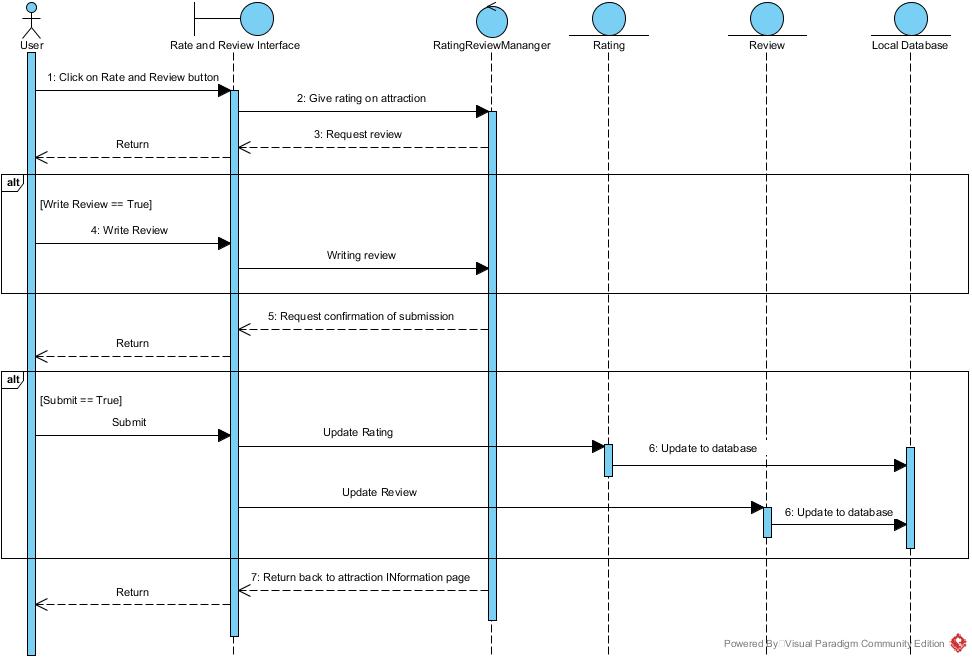 User
Rate and Review Interface
RatingReviewMananger
Rating
Review
Local Database
1: Click on Rate and Review button
2: Give rating on attraction
3: Request review
Return
alt
[Write Review == True]
4: Write Review
Writing review
5: Request confirmation of submission
Return
alt
[Submit == True]
Submit
Update Rating
6: Update to database
Update Review
6: Update to database
7: Return back to attraction INformation page
Return
Powered By Visual Paradigm Community Edition